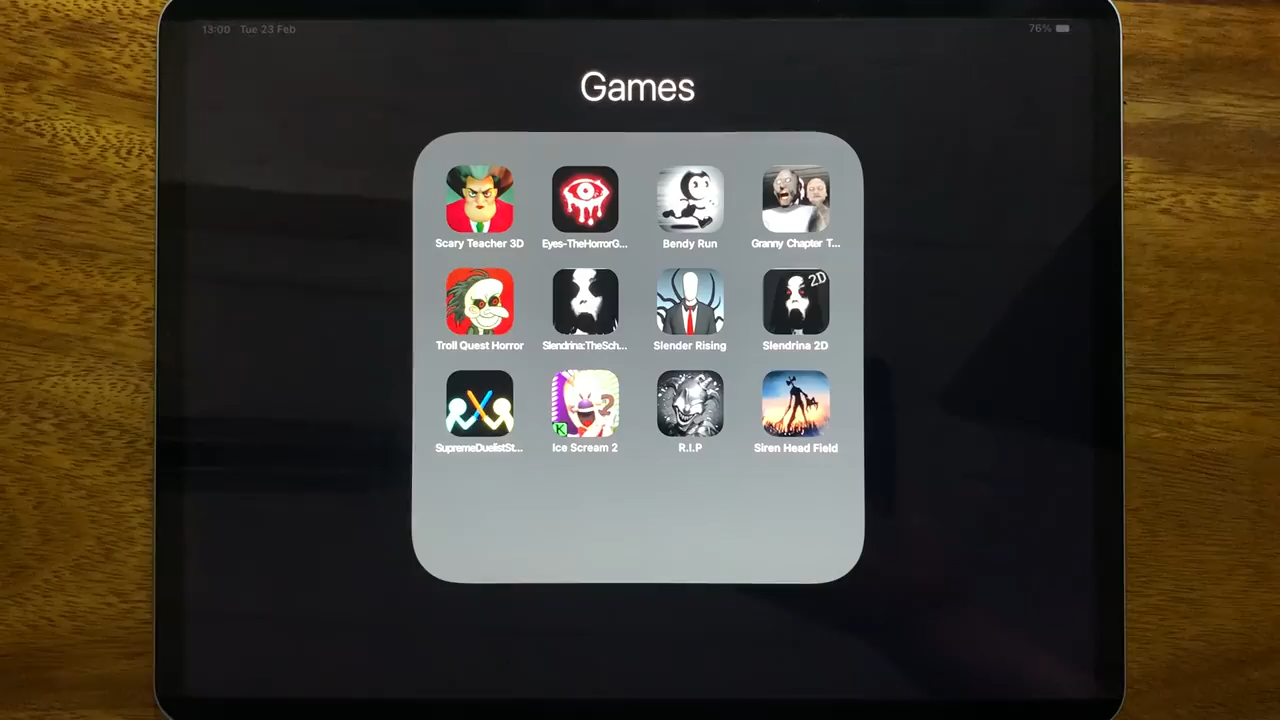 13:00 Tue 23 Feb
76%
Games
Scary Teacher 3D
Eyes-TheHorrorG...
Bendy Run
Granny Chapter T...
Troll Quest Horror
Slendrina:TheSch...
Slender Rising
2D
Slendrina 2D
SupremeDuelistSt...
2
K
Ice Scream 2
R.I.P
Siren Head Field